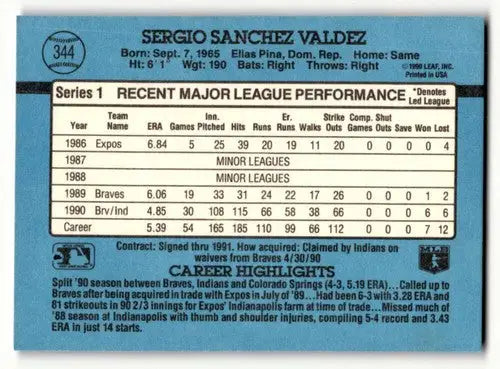 344
SERGIO SANCHEZ VALDEZ
Born: Sept. 7, 1965 Elias Pina, Dom. Rep. Home: Same
Ht: 6'1" Wgt: 190 Bats: Right Throws: Right
©1990 LEAF, INC.
Printed in USA
Series 1 RECENT MAJOR LEAGUE PERFORMANCE *Denotes Led League
Year Team Name ERA Games Inn. Pitched Hits Runs Er. Runs Walks Strike Outs Comp. Games Shut Outs Save Won Lost
1986 Expos 6.84 5 25 39 20 19 11 20 0 0 0 0 4
1987 MINOR LEAGUES
1988 MINOR LEAGUES
1989 Braves 6.06 19 33 31 24 22 17 26 0 0 0 1 2
1990 Brv/Ind 4.85 30 108 115 66 58 38 66 0 0 0 6 6
Career 5.39 54 165 185 110 99 66 112 0 0 0 7 12
Contract: Signed thru 1991. How acquired: Claimed by Indians on
waivers from Braves 4/30/90
CAREER HIGHLIGHTS
Split '90 season between Braves, Indians and Colorado Springs (4-3, 5.19 ERA)...Called up to
Braves after being acquired in trade with Expos in July of '89...Had been 6-3 with 3.28 ERA and
81 strikeouts in 90 2/3 innings for Expos' Indianapolis farm at time of trade...Missed much of
'88 season at Indianapolis with thumb and shoulder injuries, compiling 5-4 record and 3.43
ERA in just 14 starts.